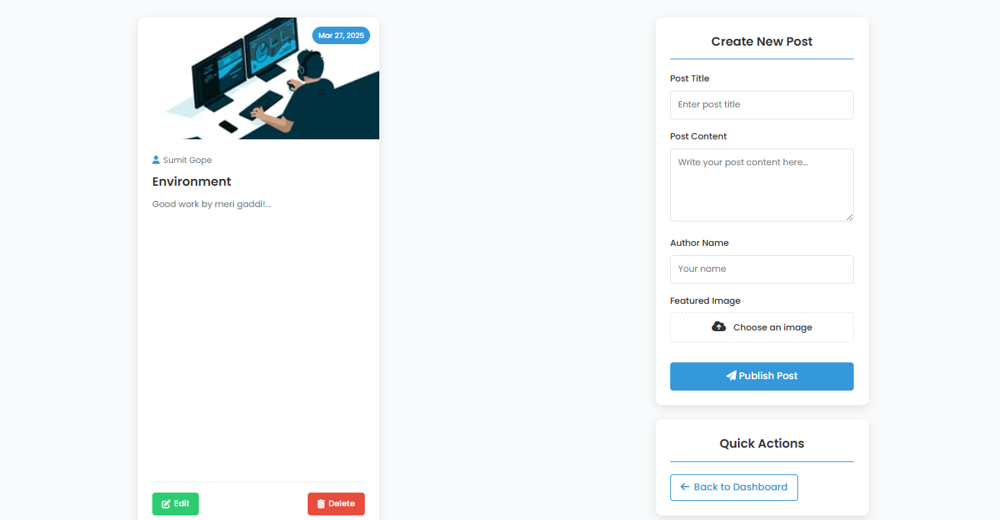 Mar 27, 2025
Sumit Gope
Environment
Good work by meri gaddi!...
Edit
Delete
Create New Post
Post Title
Enter post title
Post Content
Write your post content here...
Author Name
Your name
Featured Image
Choose an image
Publish Post
Quick Actions
Back to Dashboard